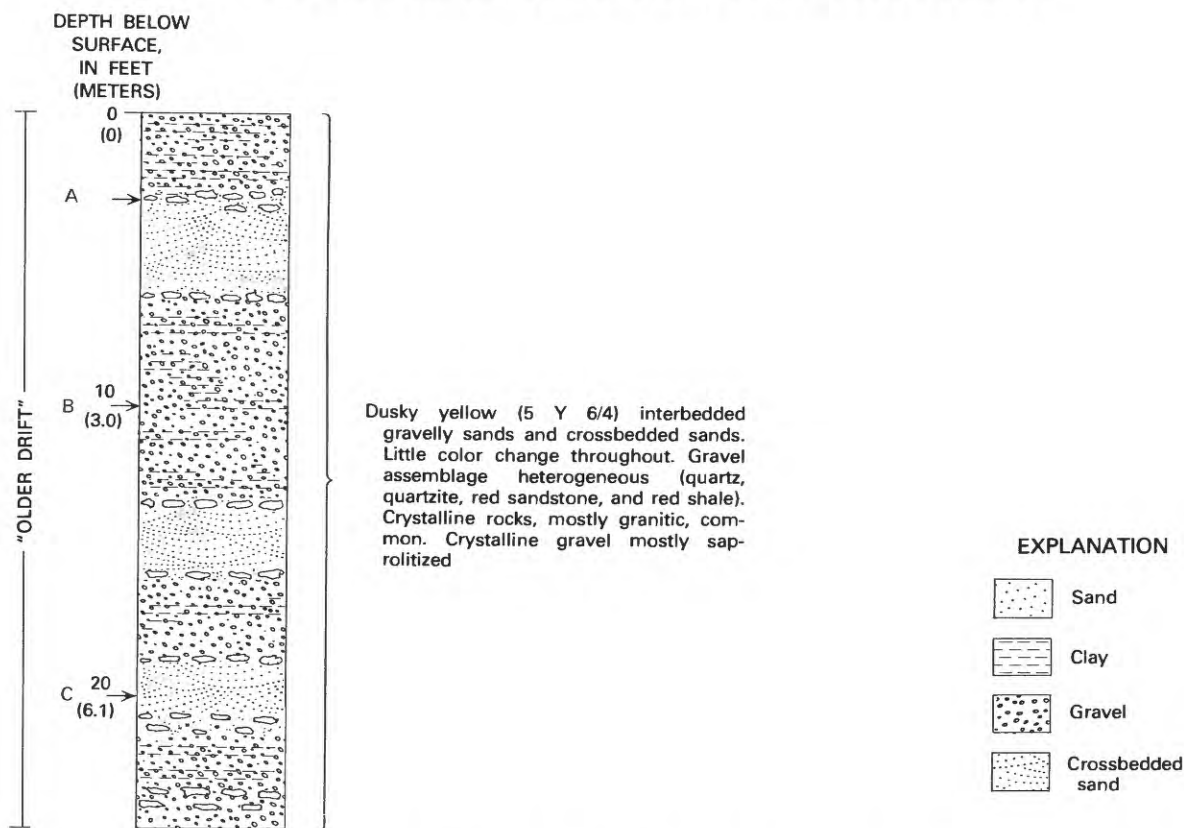 DEPTH BELOW
SURFACE,
IN FEET
(METERS)
0
(0)
A
B
10
(3.0)
C
20
(6.1)
"OLDER DRIFT"
Dusky yellow (5 Y 6/4) interbedded
gravelly sands and crossbedded sands.
Little color change throughout. Gravel
assemblage heterogeneous (quartz,
quartzite, red sandstone, and red shale).
Crystalline rocks, mostly granitic, com-
mon. Crystalline gravel mostly sap-
rolitized
EXPLANATION
Sand
Clay
Gravel
Crossbedded
sand